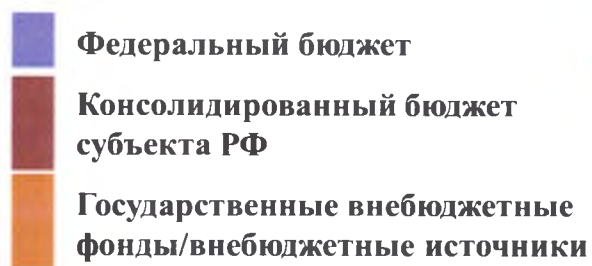 Федеральный бюджет
Консолидированный бюджет
субъекта РФ
Государственные внебюджетные
фонды/внебюджетные источники